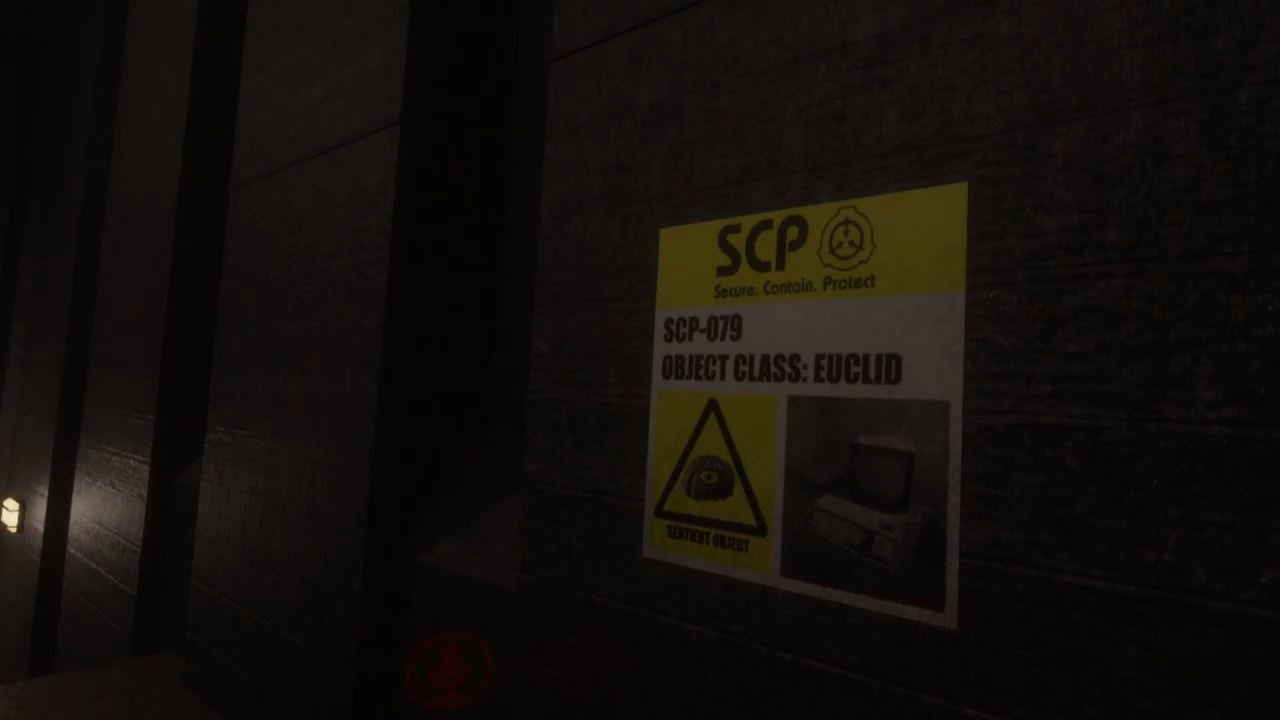 SCP
Secure. Contain. Protect
SCP-079
OBJECT CLASS: EUCLID
SENTIENT OBJECT